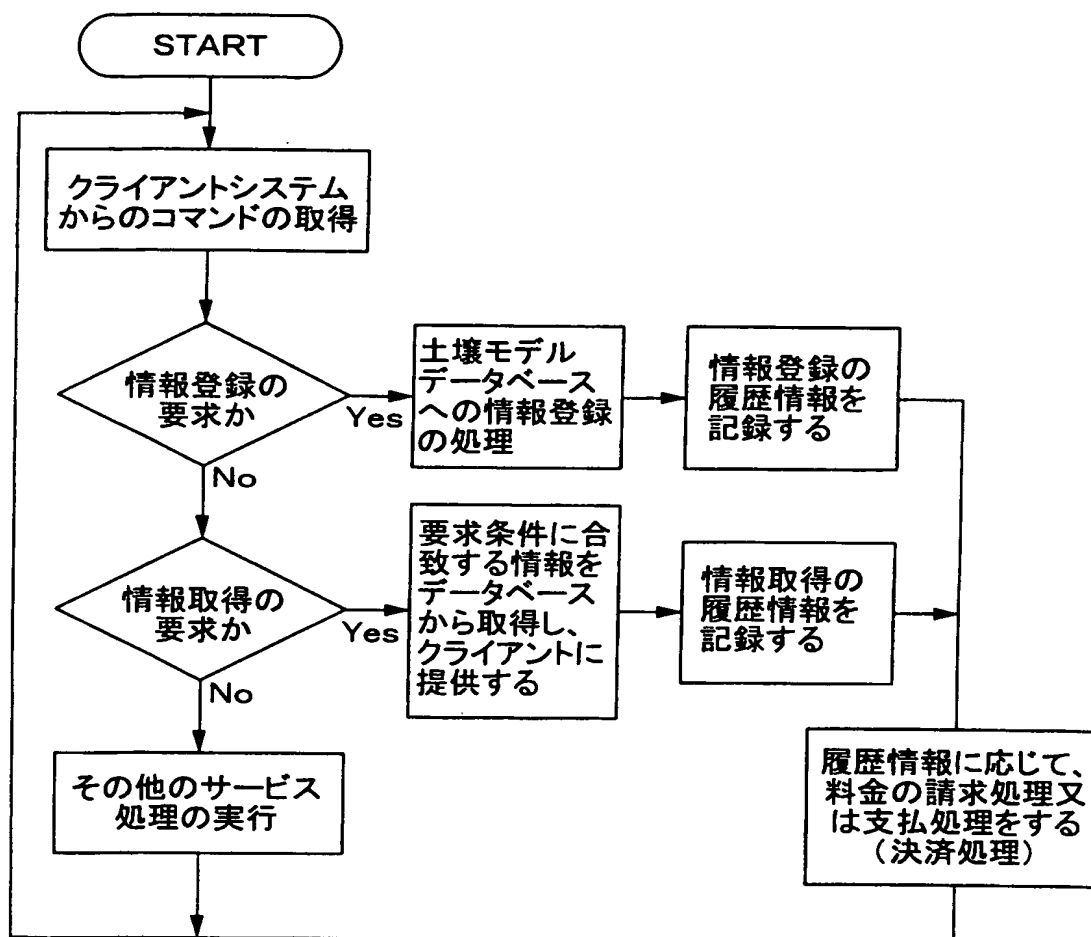 START
クライアントシステム
からのコマンドの取得
情報登録の
要求か
Yes
No
土壌モデル
データベース
への情報登録
の処理
情報登録の
履歴情報を
記録する
情報取得の
要求か
Yes
No
要求条件に合
致する情報を
データベース
から取得し、
クライアントに
提供する
情報取得の
履歴情報を
記録する
その他のサービス
処理の実行
履歴情報に応じて、
料金の請求処理又
は支払処理をする
（決済処理）